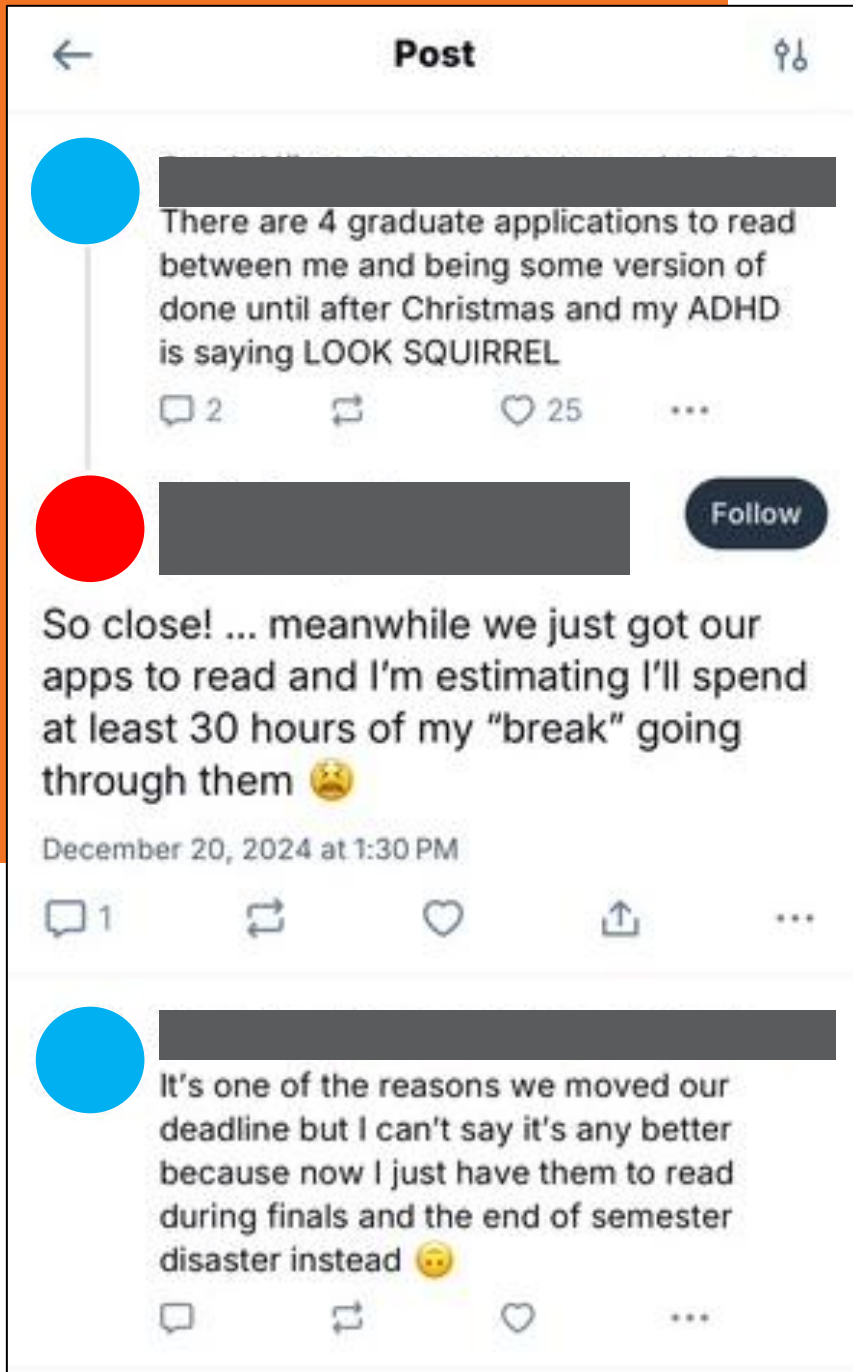 Post
There are 4 graduate applications to read
between me and being some version of
done until after Christmas and my ADHD
is saying LOOK SQUIRREL
2 25
Follow
So close! ... meanwhile we just got our
apps to read and I’m estimating I’ll spend
at least 30 hours of my “break” going
through them 😫
December 20, 2024 at 1:30 PM
1
It’s one of the reasons we moved our
deadline but I can’t say it’s any better
because now I just have them to read
during finals and the end of semester
disaster instead 🙃